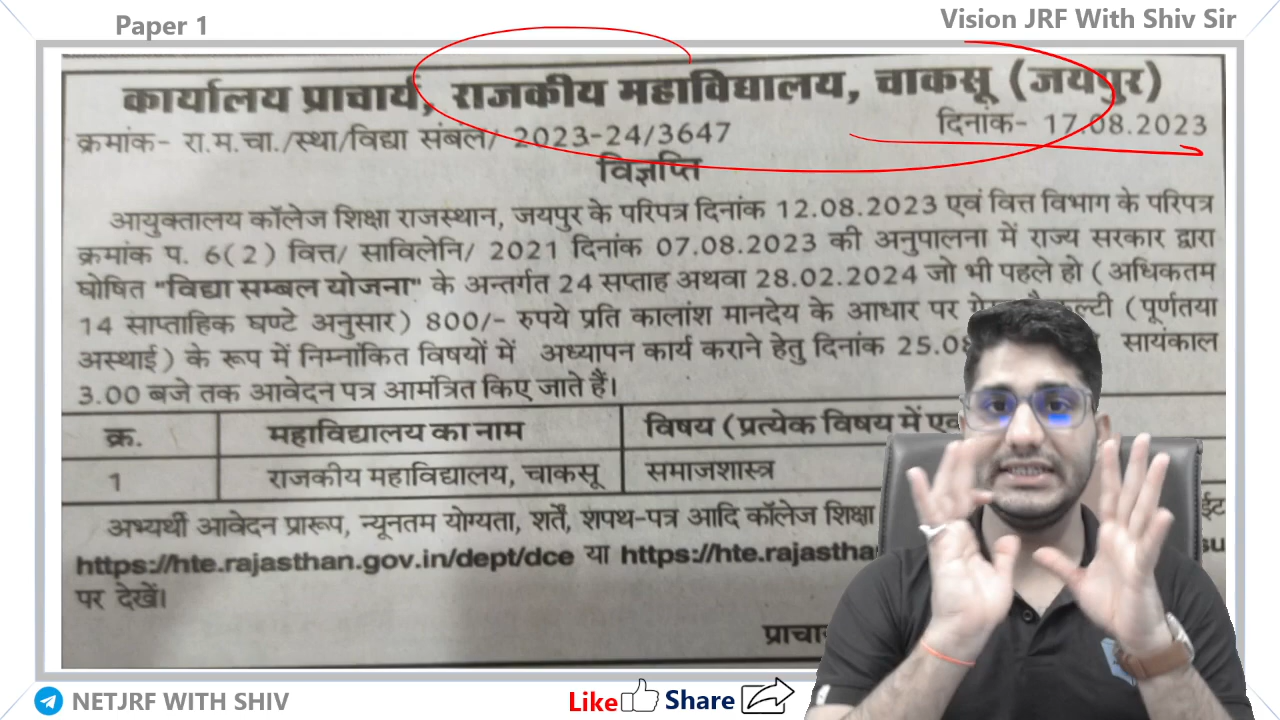 Paper 1
Vision JRF With Shiv Sir
कार्यालय प्राचार्य, राजकीय महाविद्यालय, चाकसू (जयपुर)
क्रमांक- रा.म.चा./स्था/विद्या संबंल/ 2023-24/3647
दिनांक- 17.08.2023
विज्ञप्ति
आयुक्तालय कॉलेज शिक्षा राजस्थान, जयपुर के परिपत्र दिनांक 12.08.2023 एवं वित्त विभाग के परिपत्र
क्रमांक प. 6(2) वित्त/ साविलेनि/ 2021 दिनांक 07.08.2023 की अनुपालना में राज्य सरकार द्वारा
घोषित "विद्या सम्बल योजना" के अन्तर्गत 24 सप्ताह अथवा 28.02.2024 जो भी पहले हो ( अधिकतम
14 साप्ताहिक घण्टे अनुसार) 800/- रुपये प्रति कालांश मानदेय के आधार पर (पूर्णतया
अस्थाई) के रूप में निम्नांकित विषयों में अध्यापन कार्य कराने हेतु दिनांक 25.0 सायंकाल
3.00 बजे तक आवेदन पत्र आमंत्रित किए जाते हैं।
क्र. महाविद्यालय का नाम विषय (प्रत्येक विषय में
1 राजकीय महाविद्यालय, चाकसू समाजशास्त्र
अभ्यर्थी आवेदन प्रारूप, न्यूनतम योग्यता, शर्तें, शपथ-पत्र आदि कॉलेज शिक्षा
https://hte.rajasthan.gov.in/dept/dce या https://hte.rajastha
पर देखें।
NETJRF WITH SHIV
Like Share